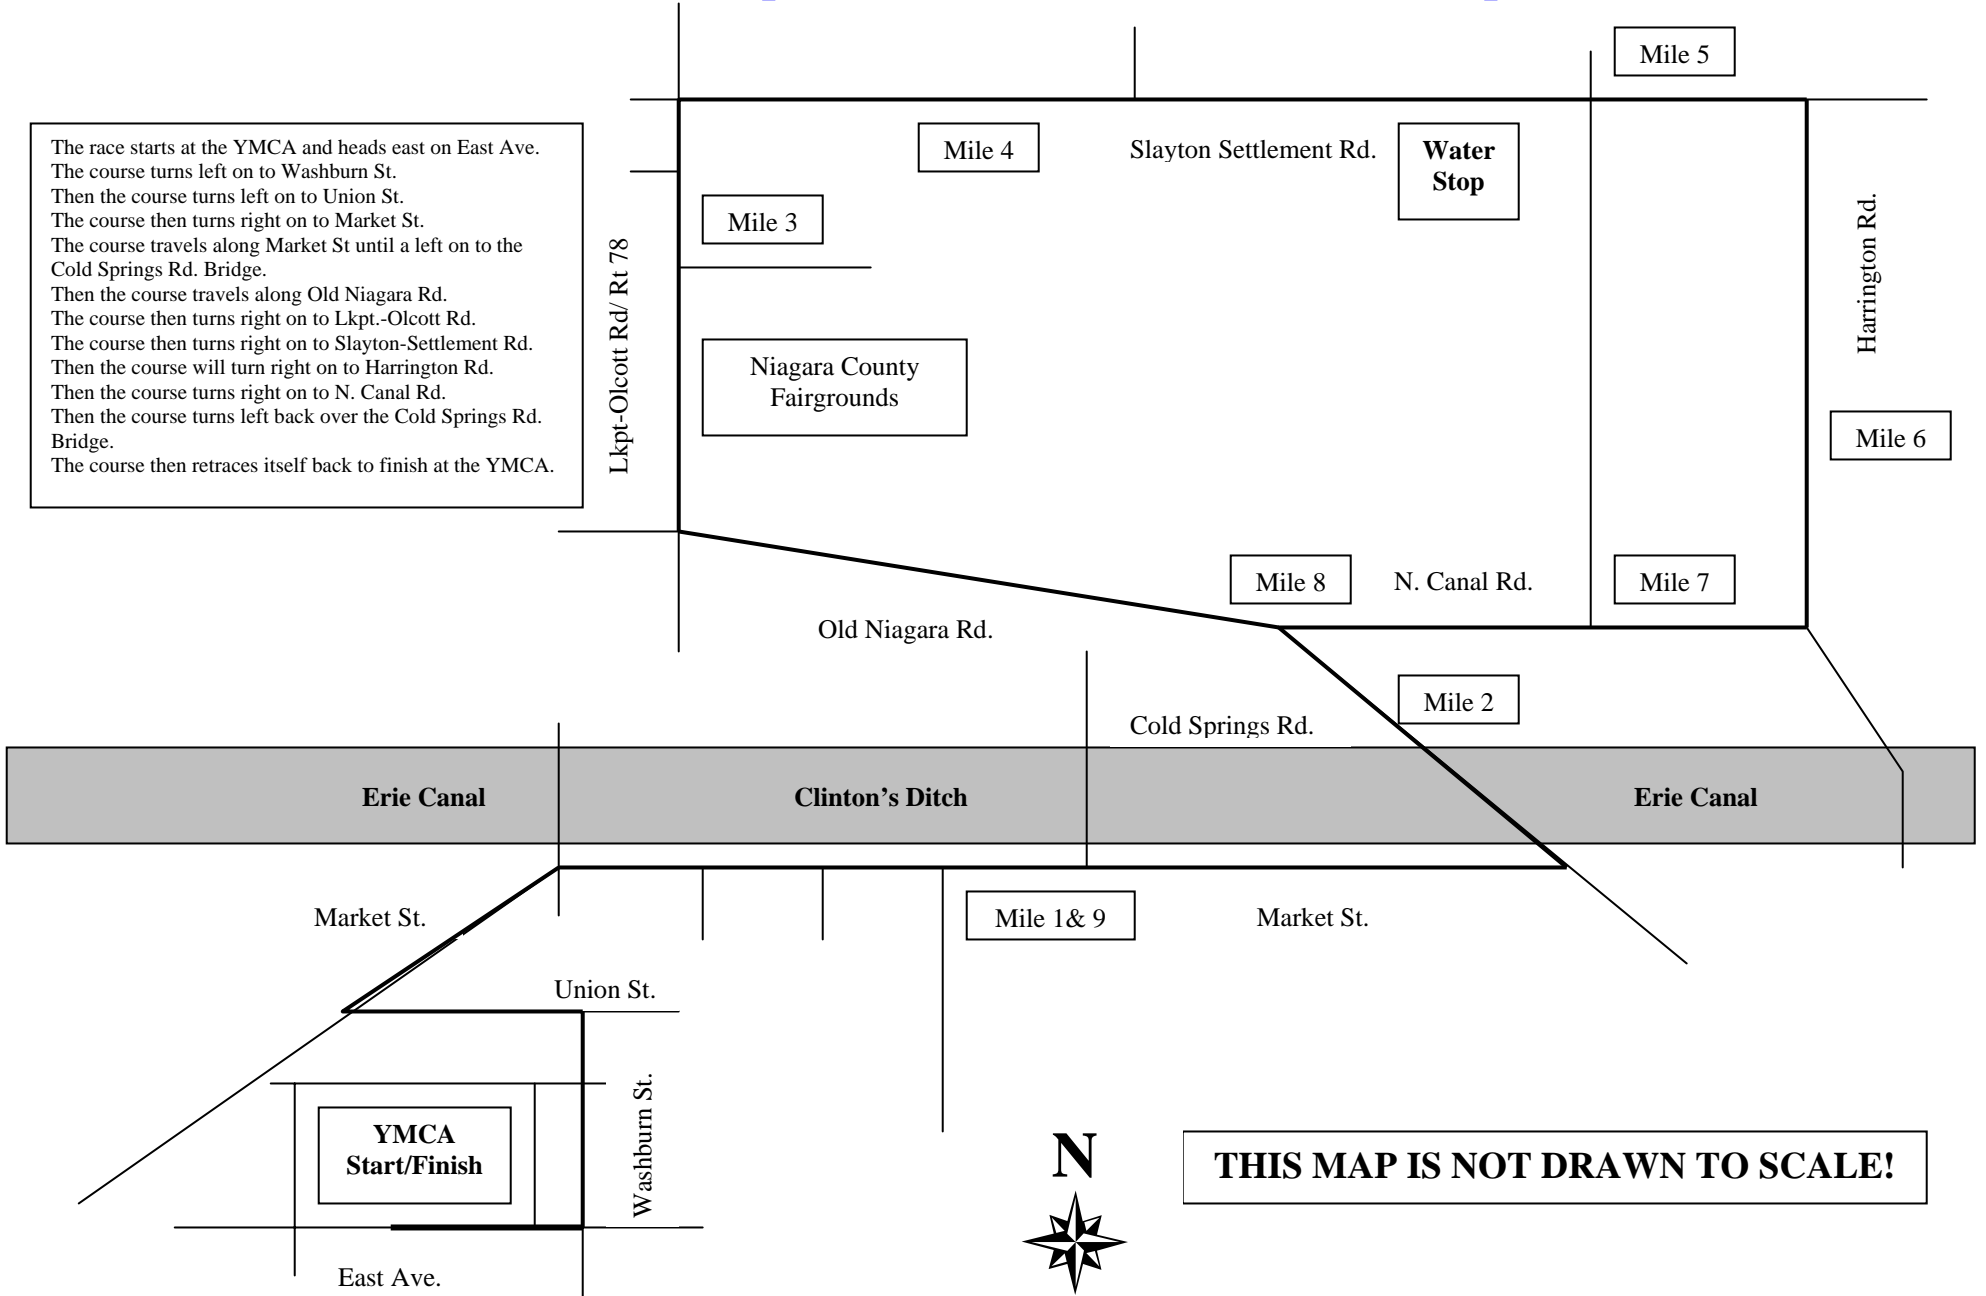 Mile 5
The race starts at the YMCA and heads east on East Ave.
The course turns left on to Washburn St.
Then the course turns left on to Union St.
The course then turns right on to Market St.
The course travels along Market St until a left on to the
Cold Springs Rd. Bridge.
Then the course travels along Old Niagara Rd.
The course then turns right on to Lkpt.-Olcott Rd.
The course then turns right on to Slayton-Settlement Rd.
Then the course will turn right on to Harrington Rd.
Then the course turns right on to N. Canal Rd.
Then the course turns left back over the Cold Springs Rd.
Bridge.
The course then retraces itself back to finish at the YMCA.
Mile 4
Slayton Settlement Rd.
Water
Stop
Mile 3
Lkpt-Olcott Rd/ Rt 78
Harrington Rd.
Niagara County
Fairgrounds
Mile 6
Mile 8
N. Canal Rd.
Mile 7
Old Niagara Rd.
Mile 2
Cold Springs Rd.
Erie Canal
Clinton’s Ditch
Erie Canal
Market St.
Mile 1& 9
Market St.
Union St.
Washburn St.
YMCA
Start/Finish
N
THIS MAP IS NOT DRAWN TO SCALE!
East Ave.